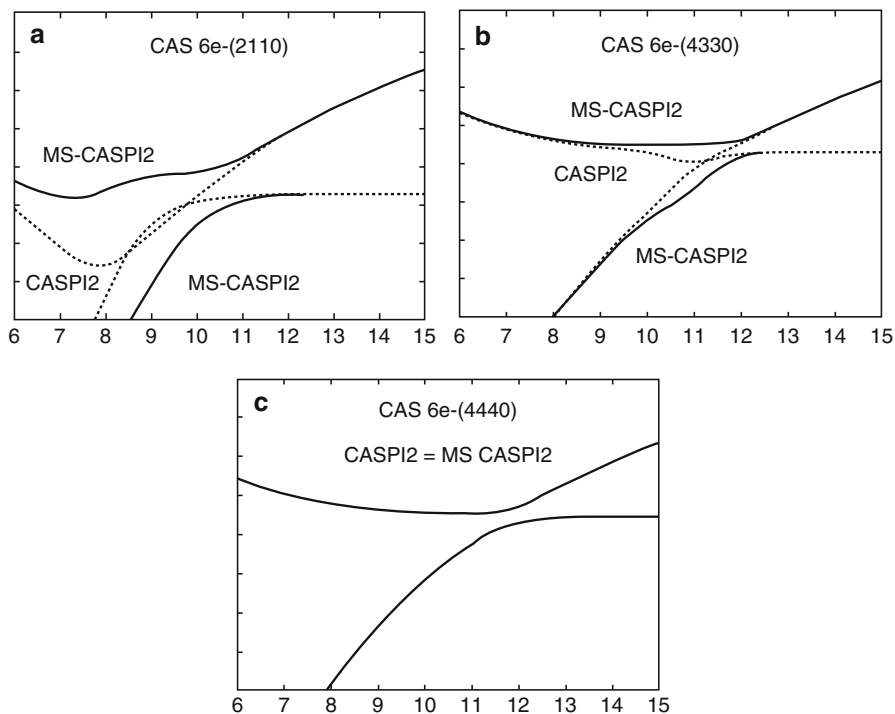 a
CAS 6e-(2110)
MS-CASPI2
CASPI2
MS-CASPI2
6 7 8 9 10 11 12 13 14 15
b
CAS 6e-(4330)
MS-CASPI2
CASPI2
MS-CASPI2
6 7 8 9 10 11 12 13 14 15
c
CAS 6e-(4440)
CASPI2 = MS CASPI2
6 7 8 9 10 11 12 13 14 15